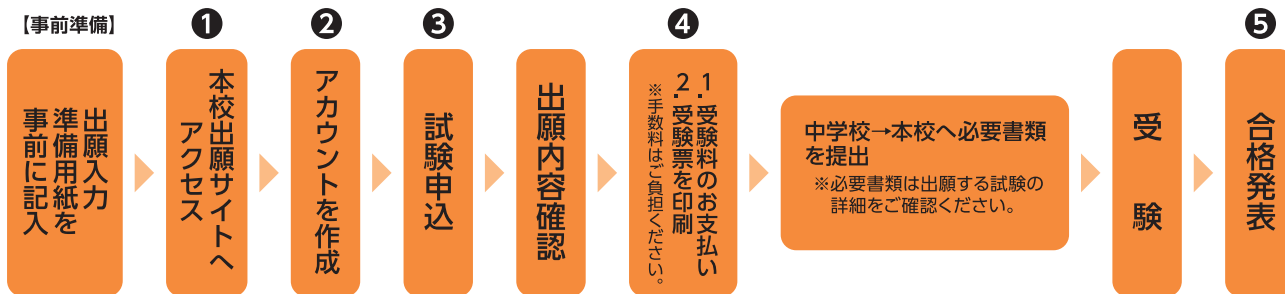 【事前準備】
出願入力
準備用紙を
事前に記入
❶
本校出願サイトへ
アクセス
❷
アカウントを作成
❸
試験申込
出願内容確認
❹
1.受験料のお支払い
2.受験票を印刷
※手数料はご負担ください。
中学校→本校へ必要書類
を提出
※必要書類は出願する試験の
詳細をご確認ください。
受験
❺
合格発表